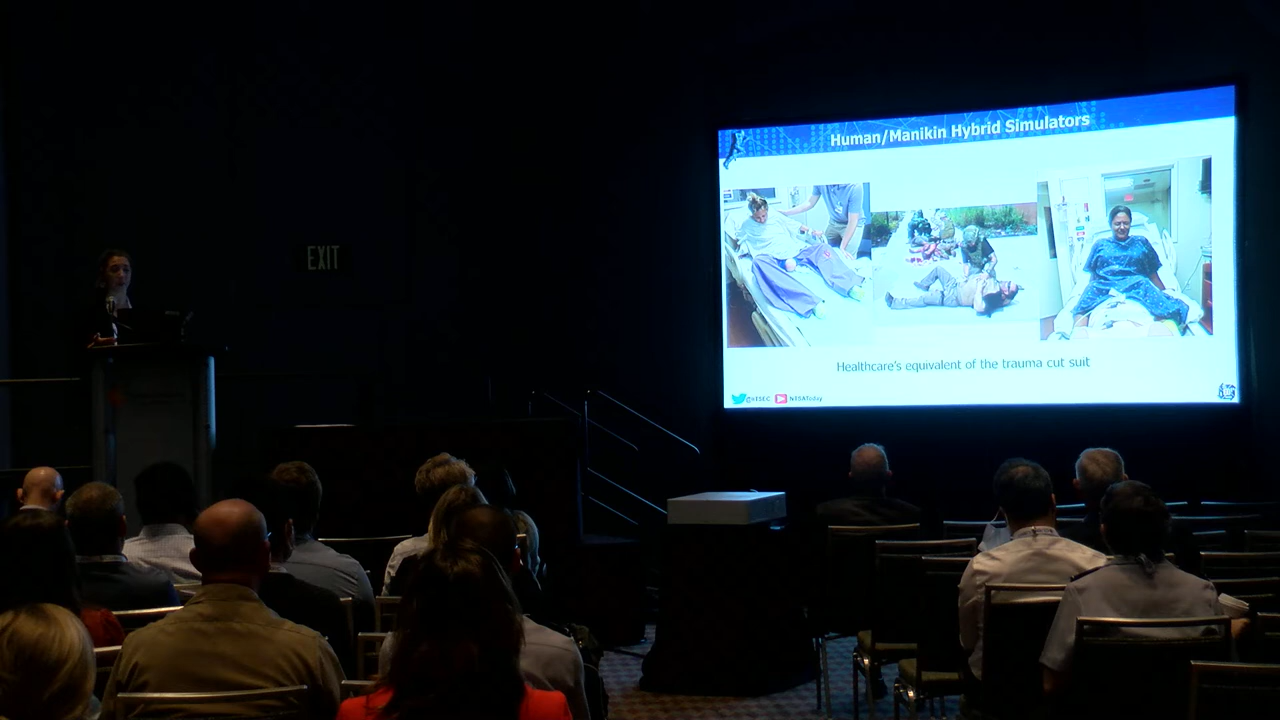 Human/Manikin Hybrid Simulators
EXIT
Healthcare's equivalent of the trauma cut suit
@IITSEC NTSAToday